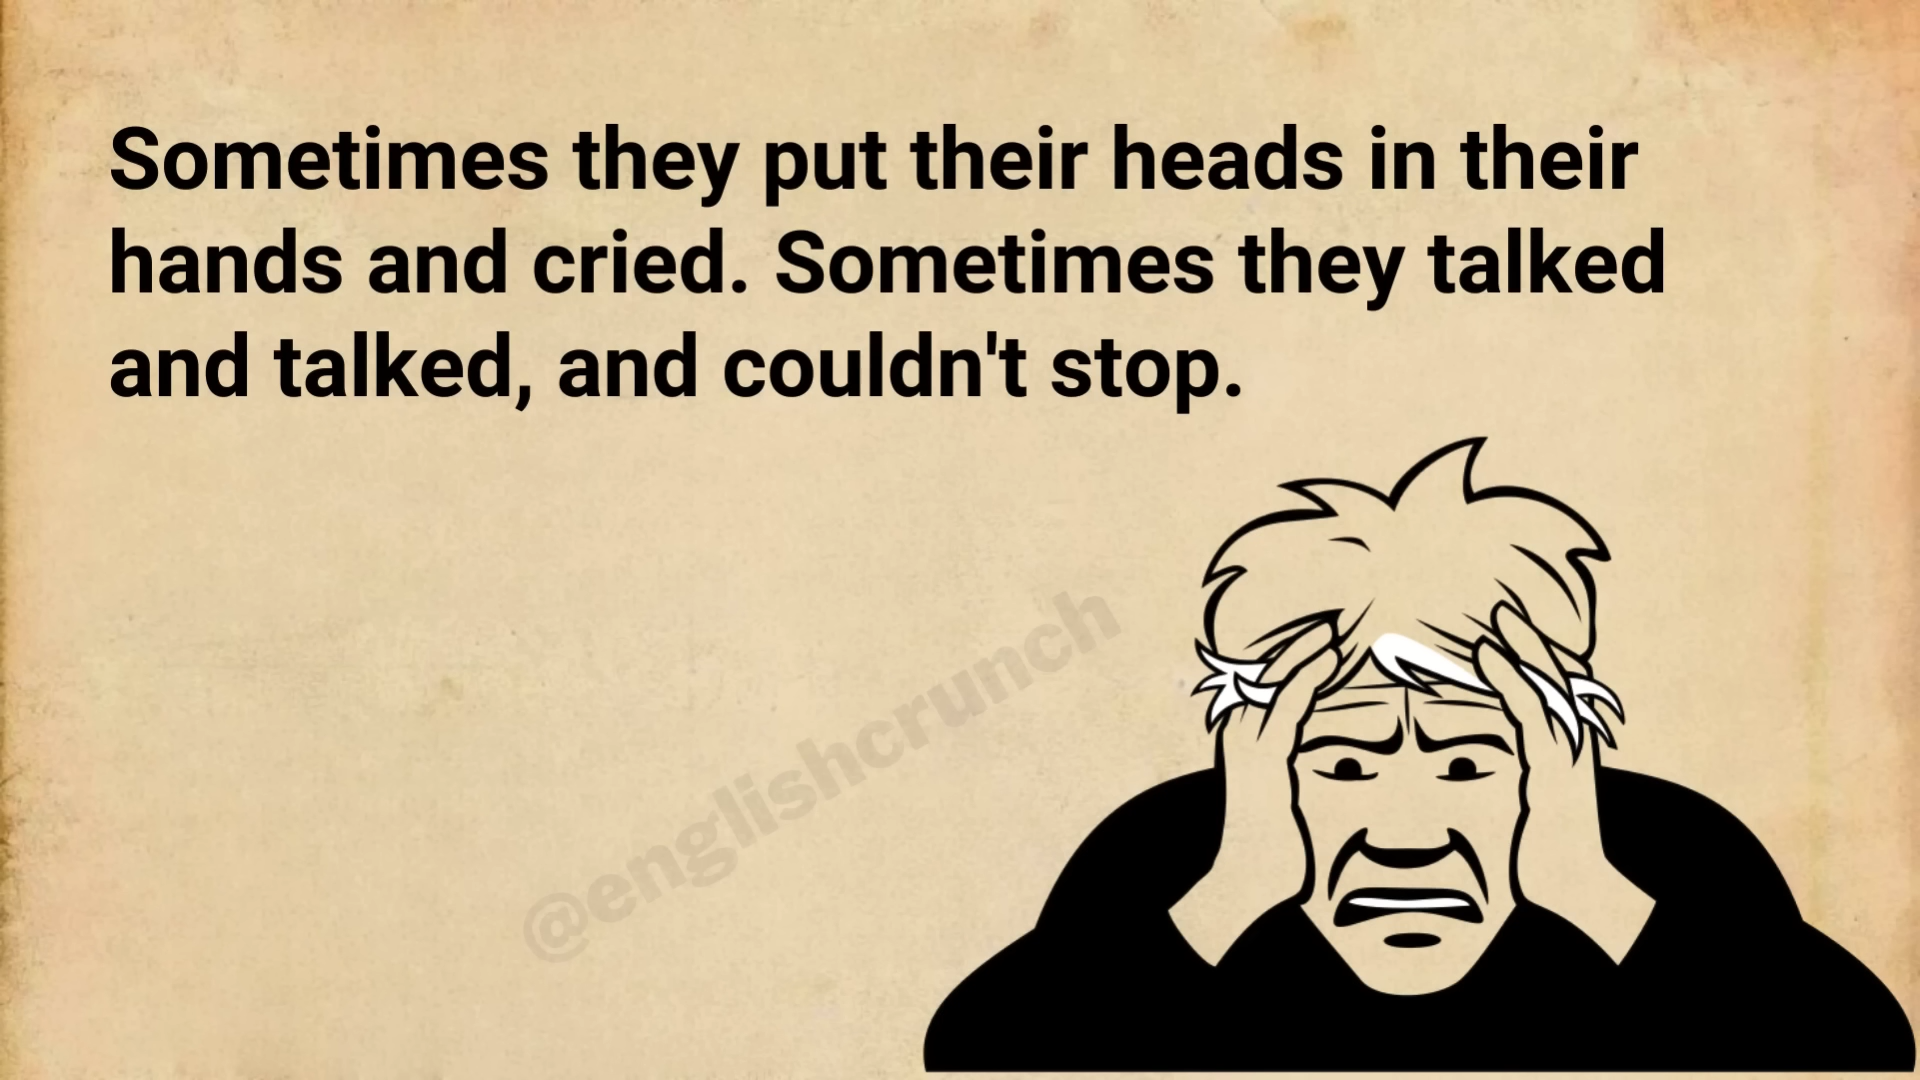 Sometimes they put their heads in their
hands and cried. Sometimes they talked
and talked, and couldn't stop.
@englishcrunch